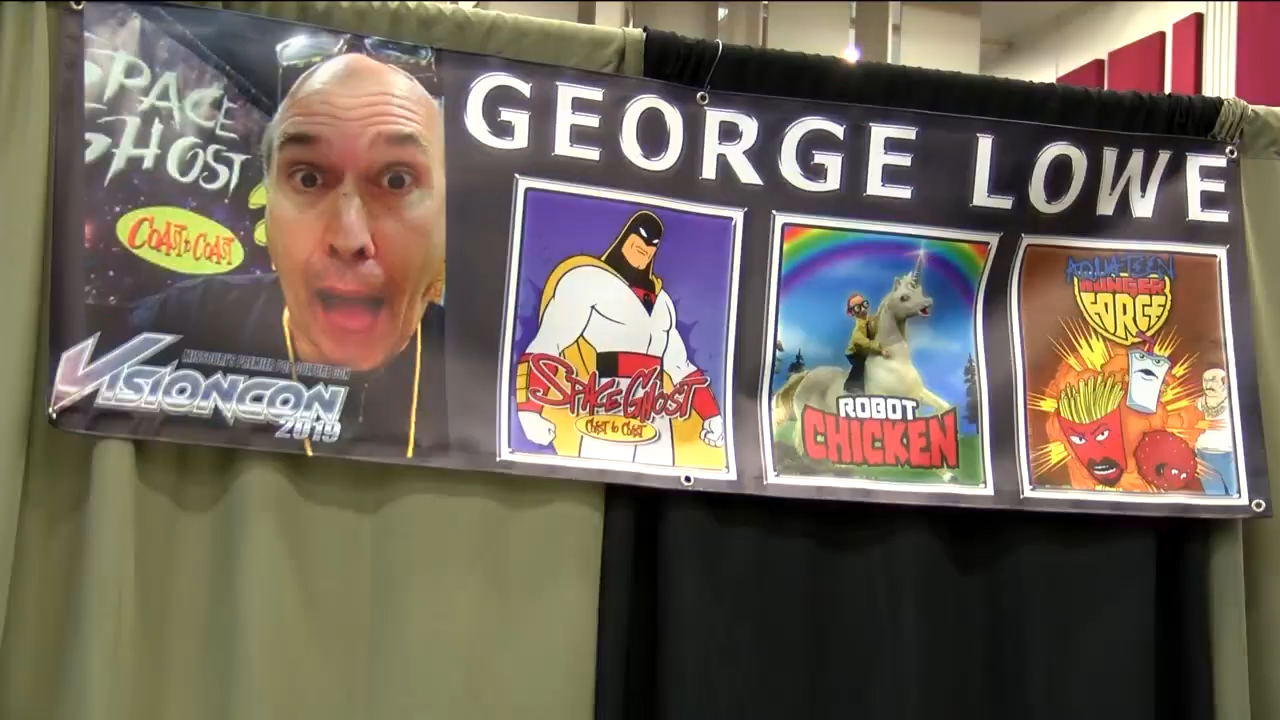 SPACE
GHOST
COAST to COAST
MISSOURI'S PREMIER POP CULTURE CON
VISIONCON
2019
GEORGE LOWE
SPACE GHOST
COAST to COAST
ROBOT
CHICKEN
AQUA TEEN
HUNGER
FORCE